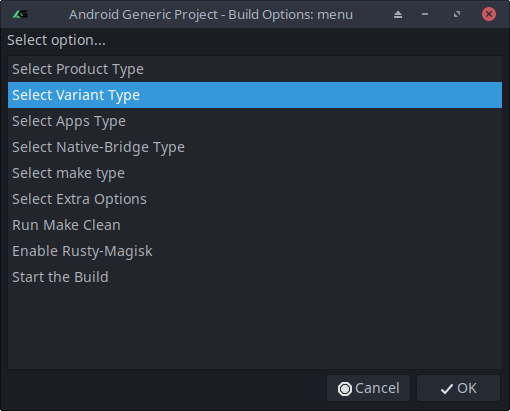 Android Generic Project - Build Options: menu
Select option...
Select Product Type
Select Variant Type
Select Apps Type
Select Native-Bridge Type
Select make type
Select Extra Options
Run Make Clean
Enable Rusty-Magisk
Start the Build
Cancel OK